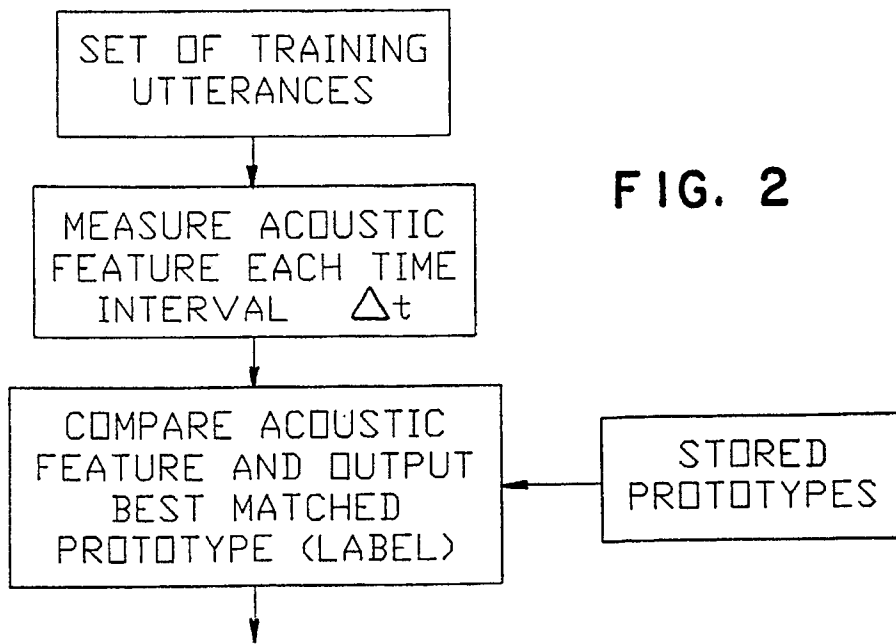 SET OF TRAINING
UTTERANCES
FIG. 2
MEASURE ACOUSTIC
FEATURE EACH TIME
INTERVAL Δt
COMPARE ACOUSTIC
FEATURE AND OUTPUT
BEST MATCHED
PROTOTYPE (LABEL)
STORED
PROTOTYPES